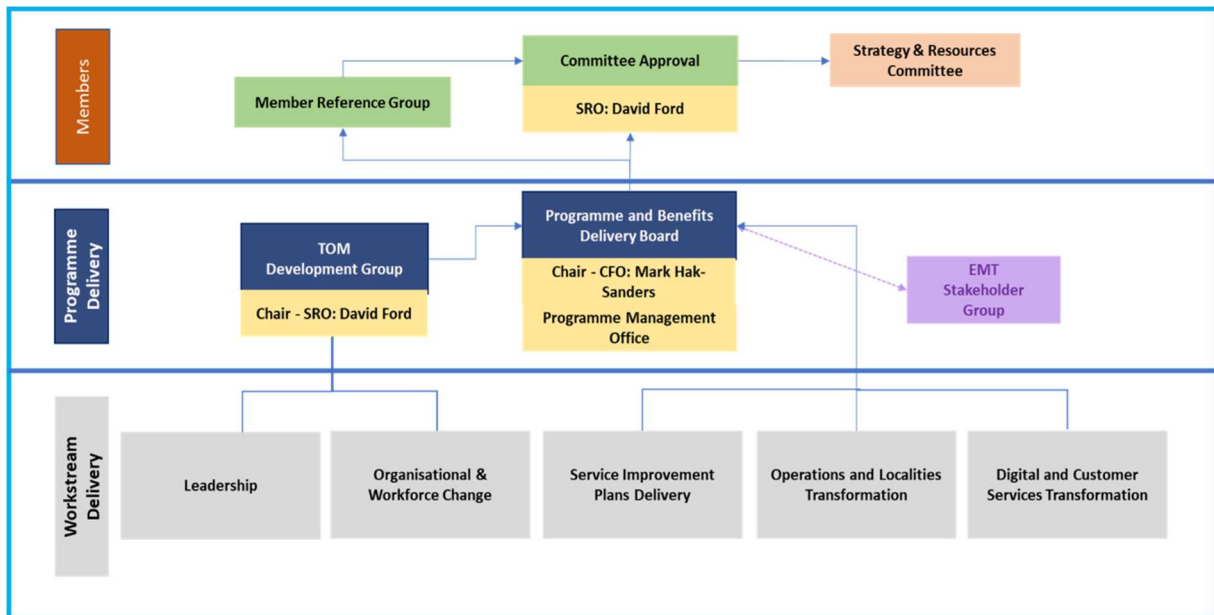 Members
Member Reference Group
Committee Approval
SRO: David Ford
Strategy & Resources
Committee
Programme
Delivery
TOM
Development Group
Chair - SRO: David Ford
Programme and Benefits
Delivery Board
Chair - CFO: Mark Hak-
Sanders
Programme Management
Office
EMT
Stakeholder
Group
Workstream
Delivery
Leadership
Organisational &
Workforce Change
Service Improvement
Plans Delivery
Operations and Localities
Transformation
Digital and Customer
Services Transformation